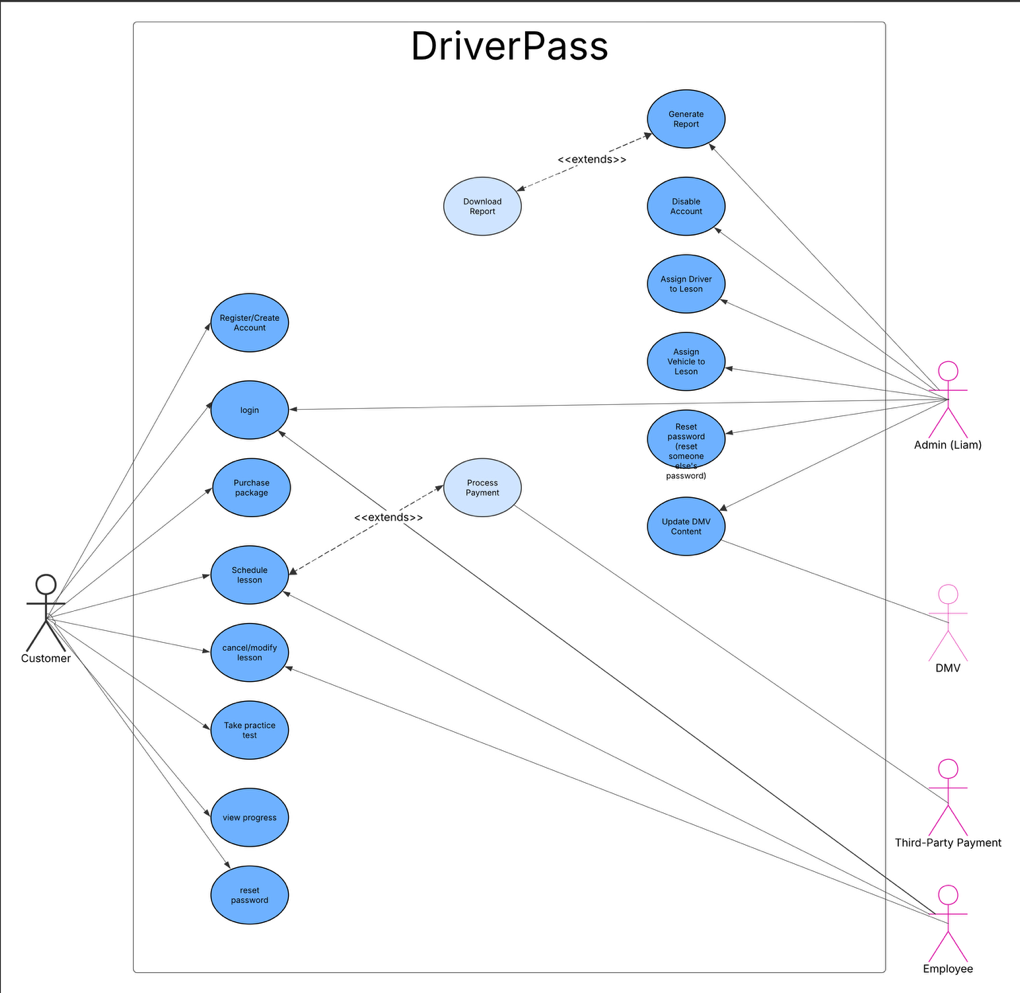 DriverPass
Generate
Report
<<extends>>
Download
Report
Disable
Account
Assign Driver
to Leson
Register/Create
Account
Assign
Vehicle to
Leson
login
Admin (Liam)
Reset
password
(reset
someone
else's
password)
Purchase
package
Process
Payment
<<extends>>
Update DMV
Content
Schedule
lesson
Customer
cancel/modify
lesson
DMV
Take practice
test
view progress
Third-Party Payment
reset
password
Employee